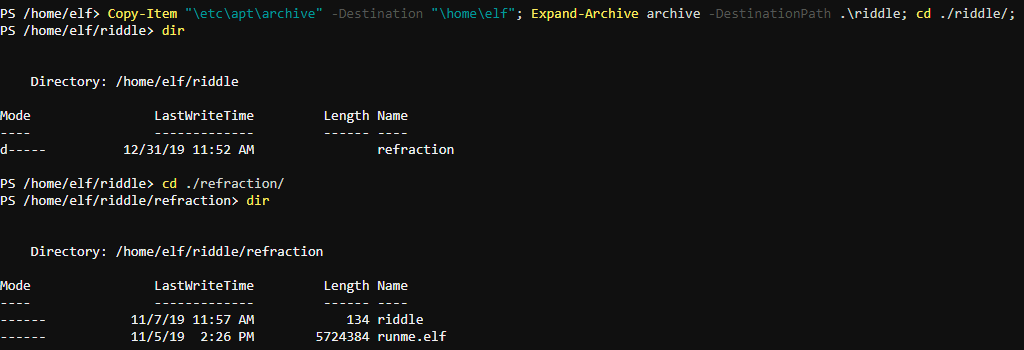 PS /home/elf> Copy-Item "\etc\apt\archive" -Destination "\home\elf"; Expand-Archive archive -DestinationPath .\riddle; cd ./riddle/;
PS /home/elf/riddle> dir
Directory: /home/elf/riddle
Mode                LastWriteTime         Length Name
----                -------------         ------ ----
d-----          12/31/19 11:52 AM                refraction
PS /home/elf/riddle> cd ./refraction/
PS /home/elf/riddle/refraction> dir
Directory: /home/elf/riddle/refraction
Mode                LastWriteTime         Length Name
----                -------------         ------ ----
------           11/7/19 11:57 AM            134 riddle
------           11/5/19  2:26 PM        5724384 runme.elf